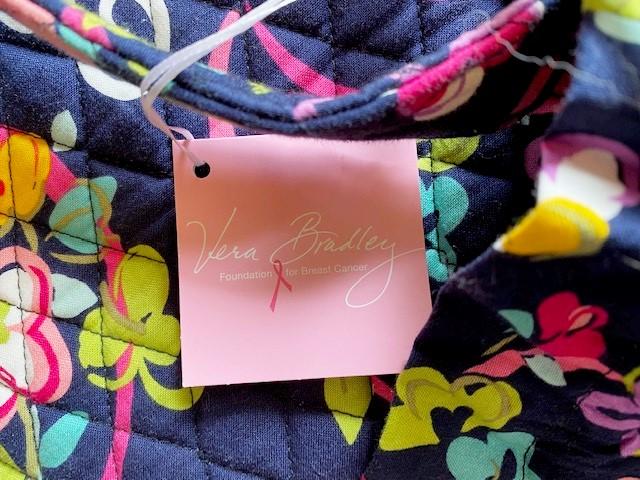 Vera Bradley
Foundation for Breast Cancer